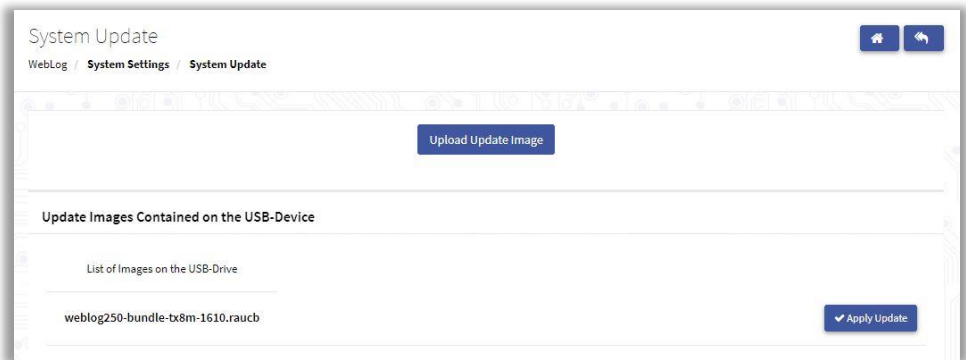 System Update
WebLog / System Settings / System Update
Upload Update Image
Update Images Contained on the USB-Device
List of Images on the USB-Drive
weblog250-bundle-tx8m-1610.raucb
Apply Update